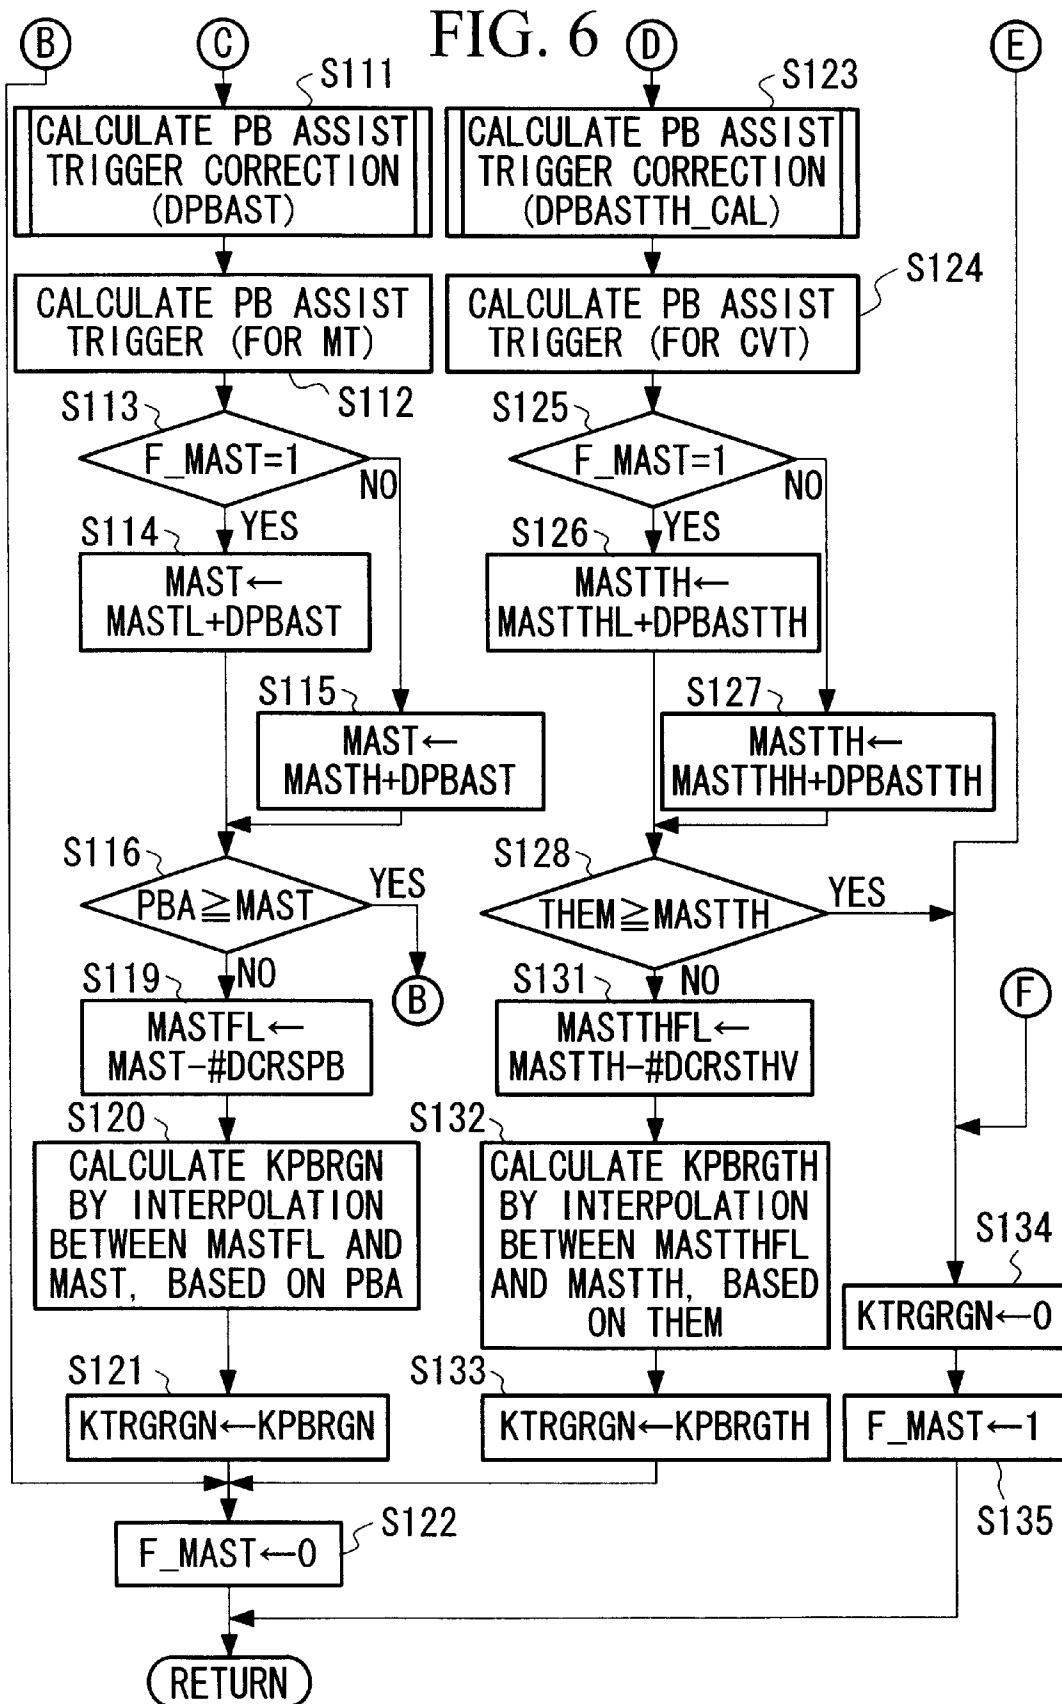 FIG. 6
B
C
D
E
S111
CALCULATE PB ASSIST
TRIGGER CORRECTION
(DPBAST)
S123
CALCULATE PB ASSIST
TRIGGER CORRECTION
(DPBASTTH_CAL)
CALCULATE PB ASSIST
TRIGGER (FOR MT)
S112
CALCULATE PB ASSIST
TRIGGER (FOR CVT)
S124
S113
F_MAST=1
NO
YES
S125
F_MAST=1
NO
YES
S114
MAST←
MASTL+DPBAST
S126
MASTTH←
MASTTHL+DPBASTTH
S115
MAST←
MASTH+DPBAST
S127
MASTTH←
MASTTHH+DPBASTTH
S116
PBA≧MAST
YES
B
NO
S128
THEM≧MASTTH
YES
NO
F
S119
MASTFL←
MAST-#DCRSPB
S131
MASTTHFL←
MASTTH-#DCRSTHV
S120
CALCULATE KPBRGN
BY INTERPOLATION
BETWEEN MASTFL AND
MAST, BASED ON PBA
S132
CALCULATE KPBRGTH
BY INTERPOLATION
BETWEEN MASTTHFL
AND MASTTH, BASED
ON THEM
S134
KTRGRGN←0
S121
KTRGRGN←KPBRGN
S133
KTRGRGN←KPBRGTH
F_MAST←1
S135
F_MAST←0
S122
RETURN